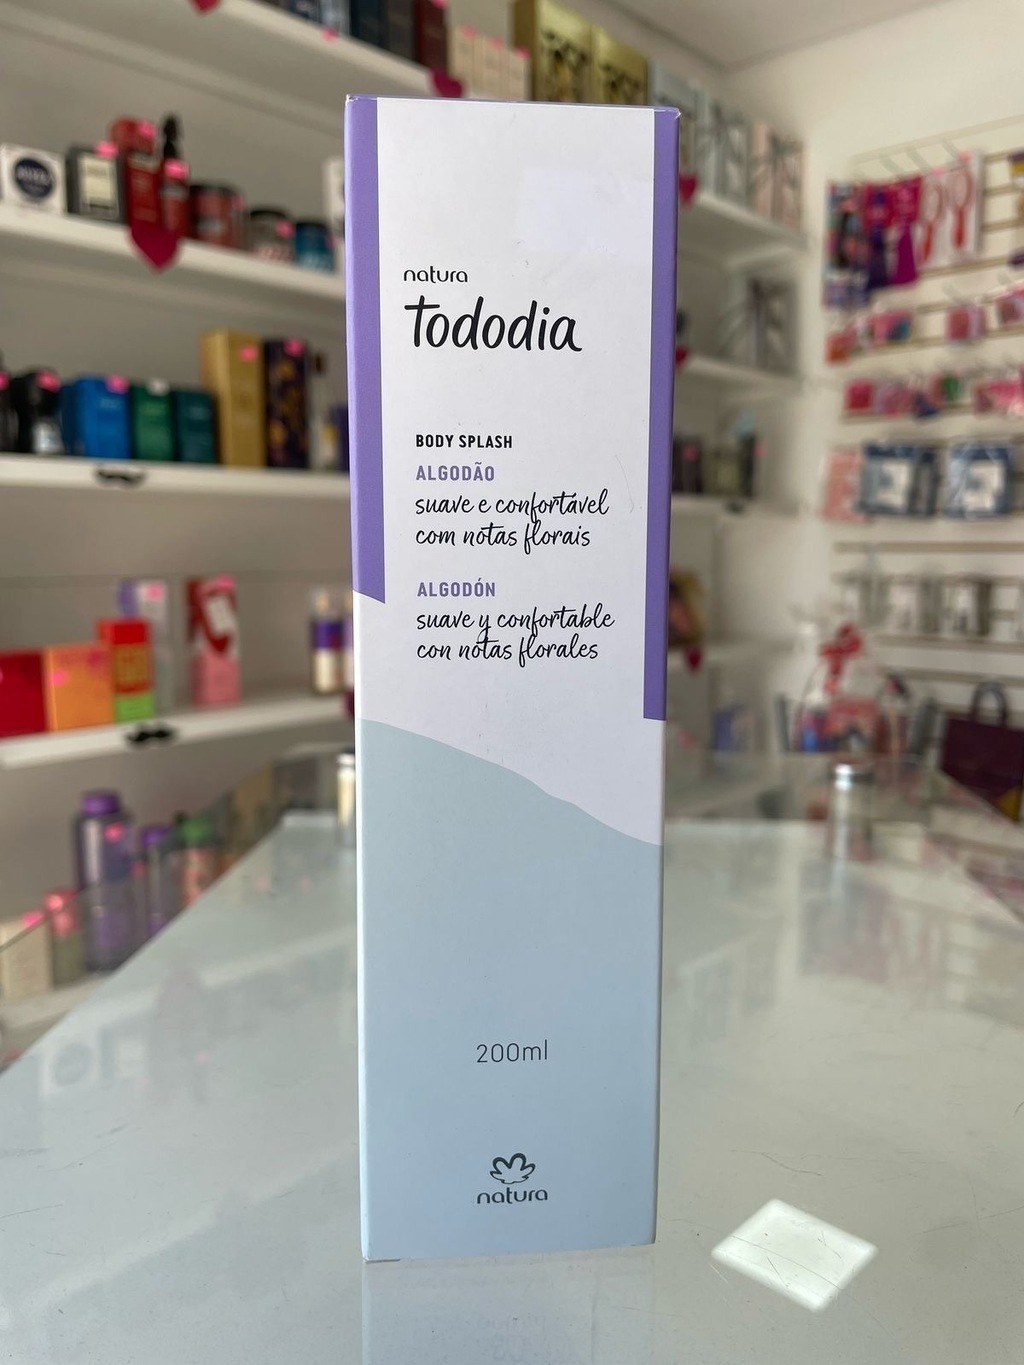 natura
tododia
BODY SPLASH
ALGODÃO
suave e confortável
com notas florais
ALGODÓN
suave y confortable
con notas florales
200ml
natura